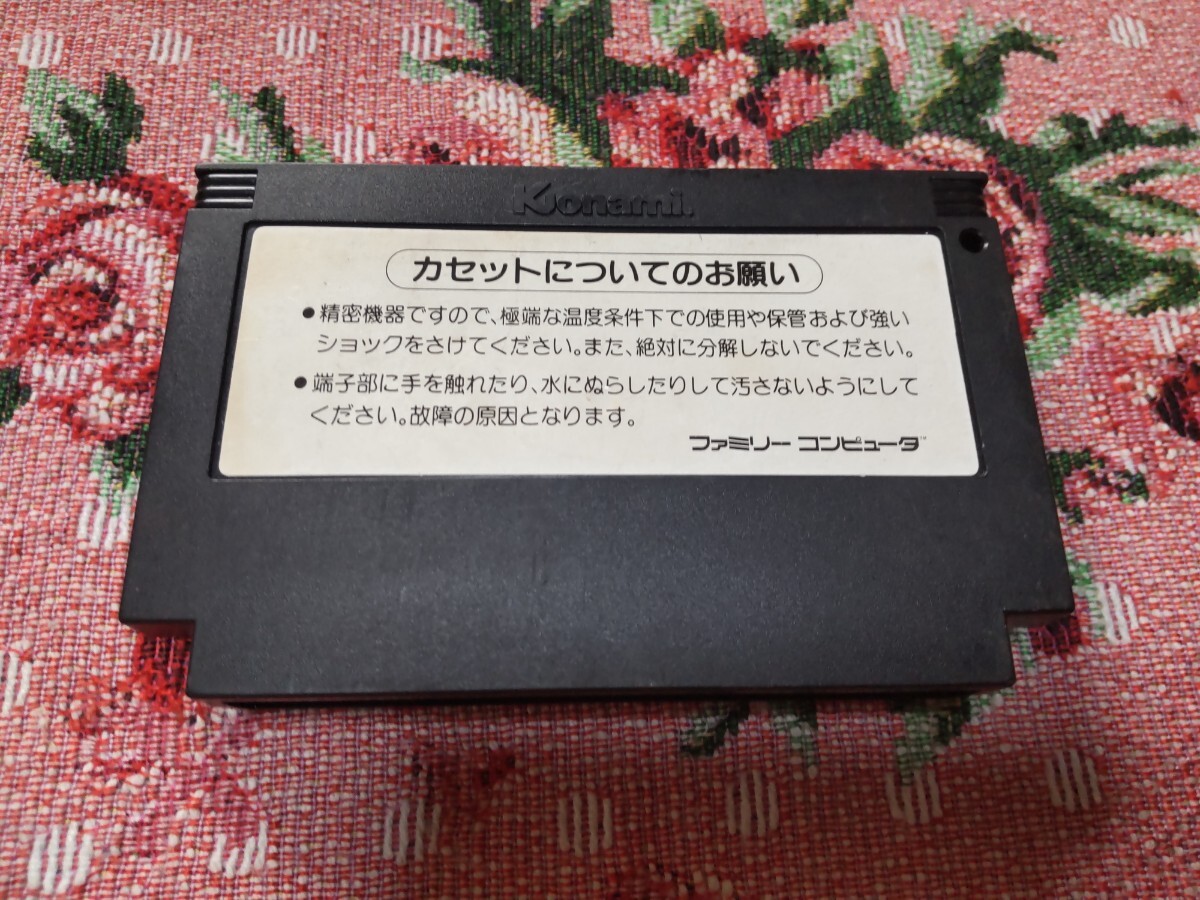 Konami
カセットについてのお願い
●精密機器ですので、極端な温度条件下での使用や保管および強い
ショックをさけてください。また、絶対に分解しないでください。
●端子部に手を触れたり、水にぬらしたりして汚さないようにして
ください。故障の原因となります。
ファミリーコンピュータ™